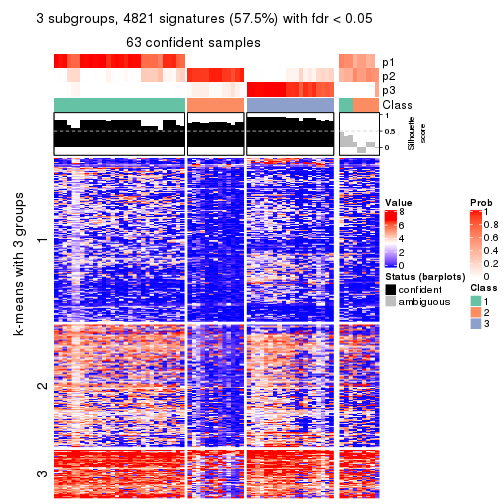 3 subgroups, 4821 signatures (57.5%) with fdr < 0.05
63 confident samples
p1
p2
p3
Class
1
0.5
0
Silhouette
score
k-means with 3 groups
1
2
3
Value
8
6
4
2
0
Status (barplots)
confident
ambiguous
Prob
1
0.8
0.6
0.4
0.2
0
Class
1
2
3